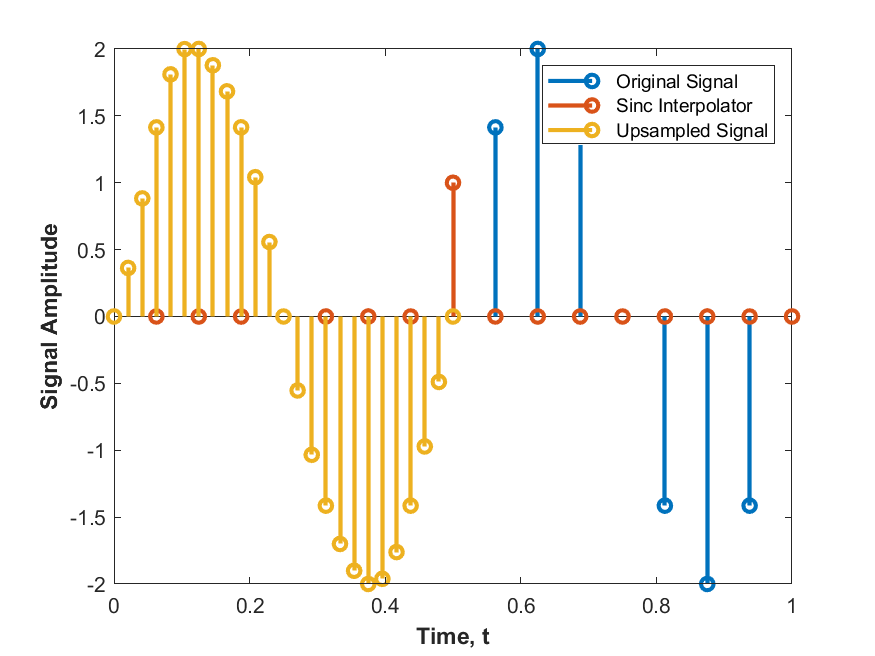 2
1.5
1
0.5
0
-0.5
-1
-1.5
-2
Signal Amplitude
Original Signal
Sinc Interpolator
Upsampled Signal
0 0.2 0.4 0.6 0.8 1
Time, t